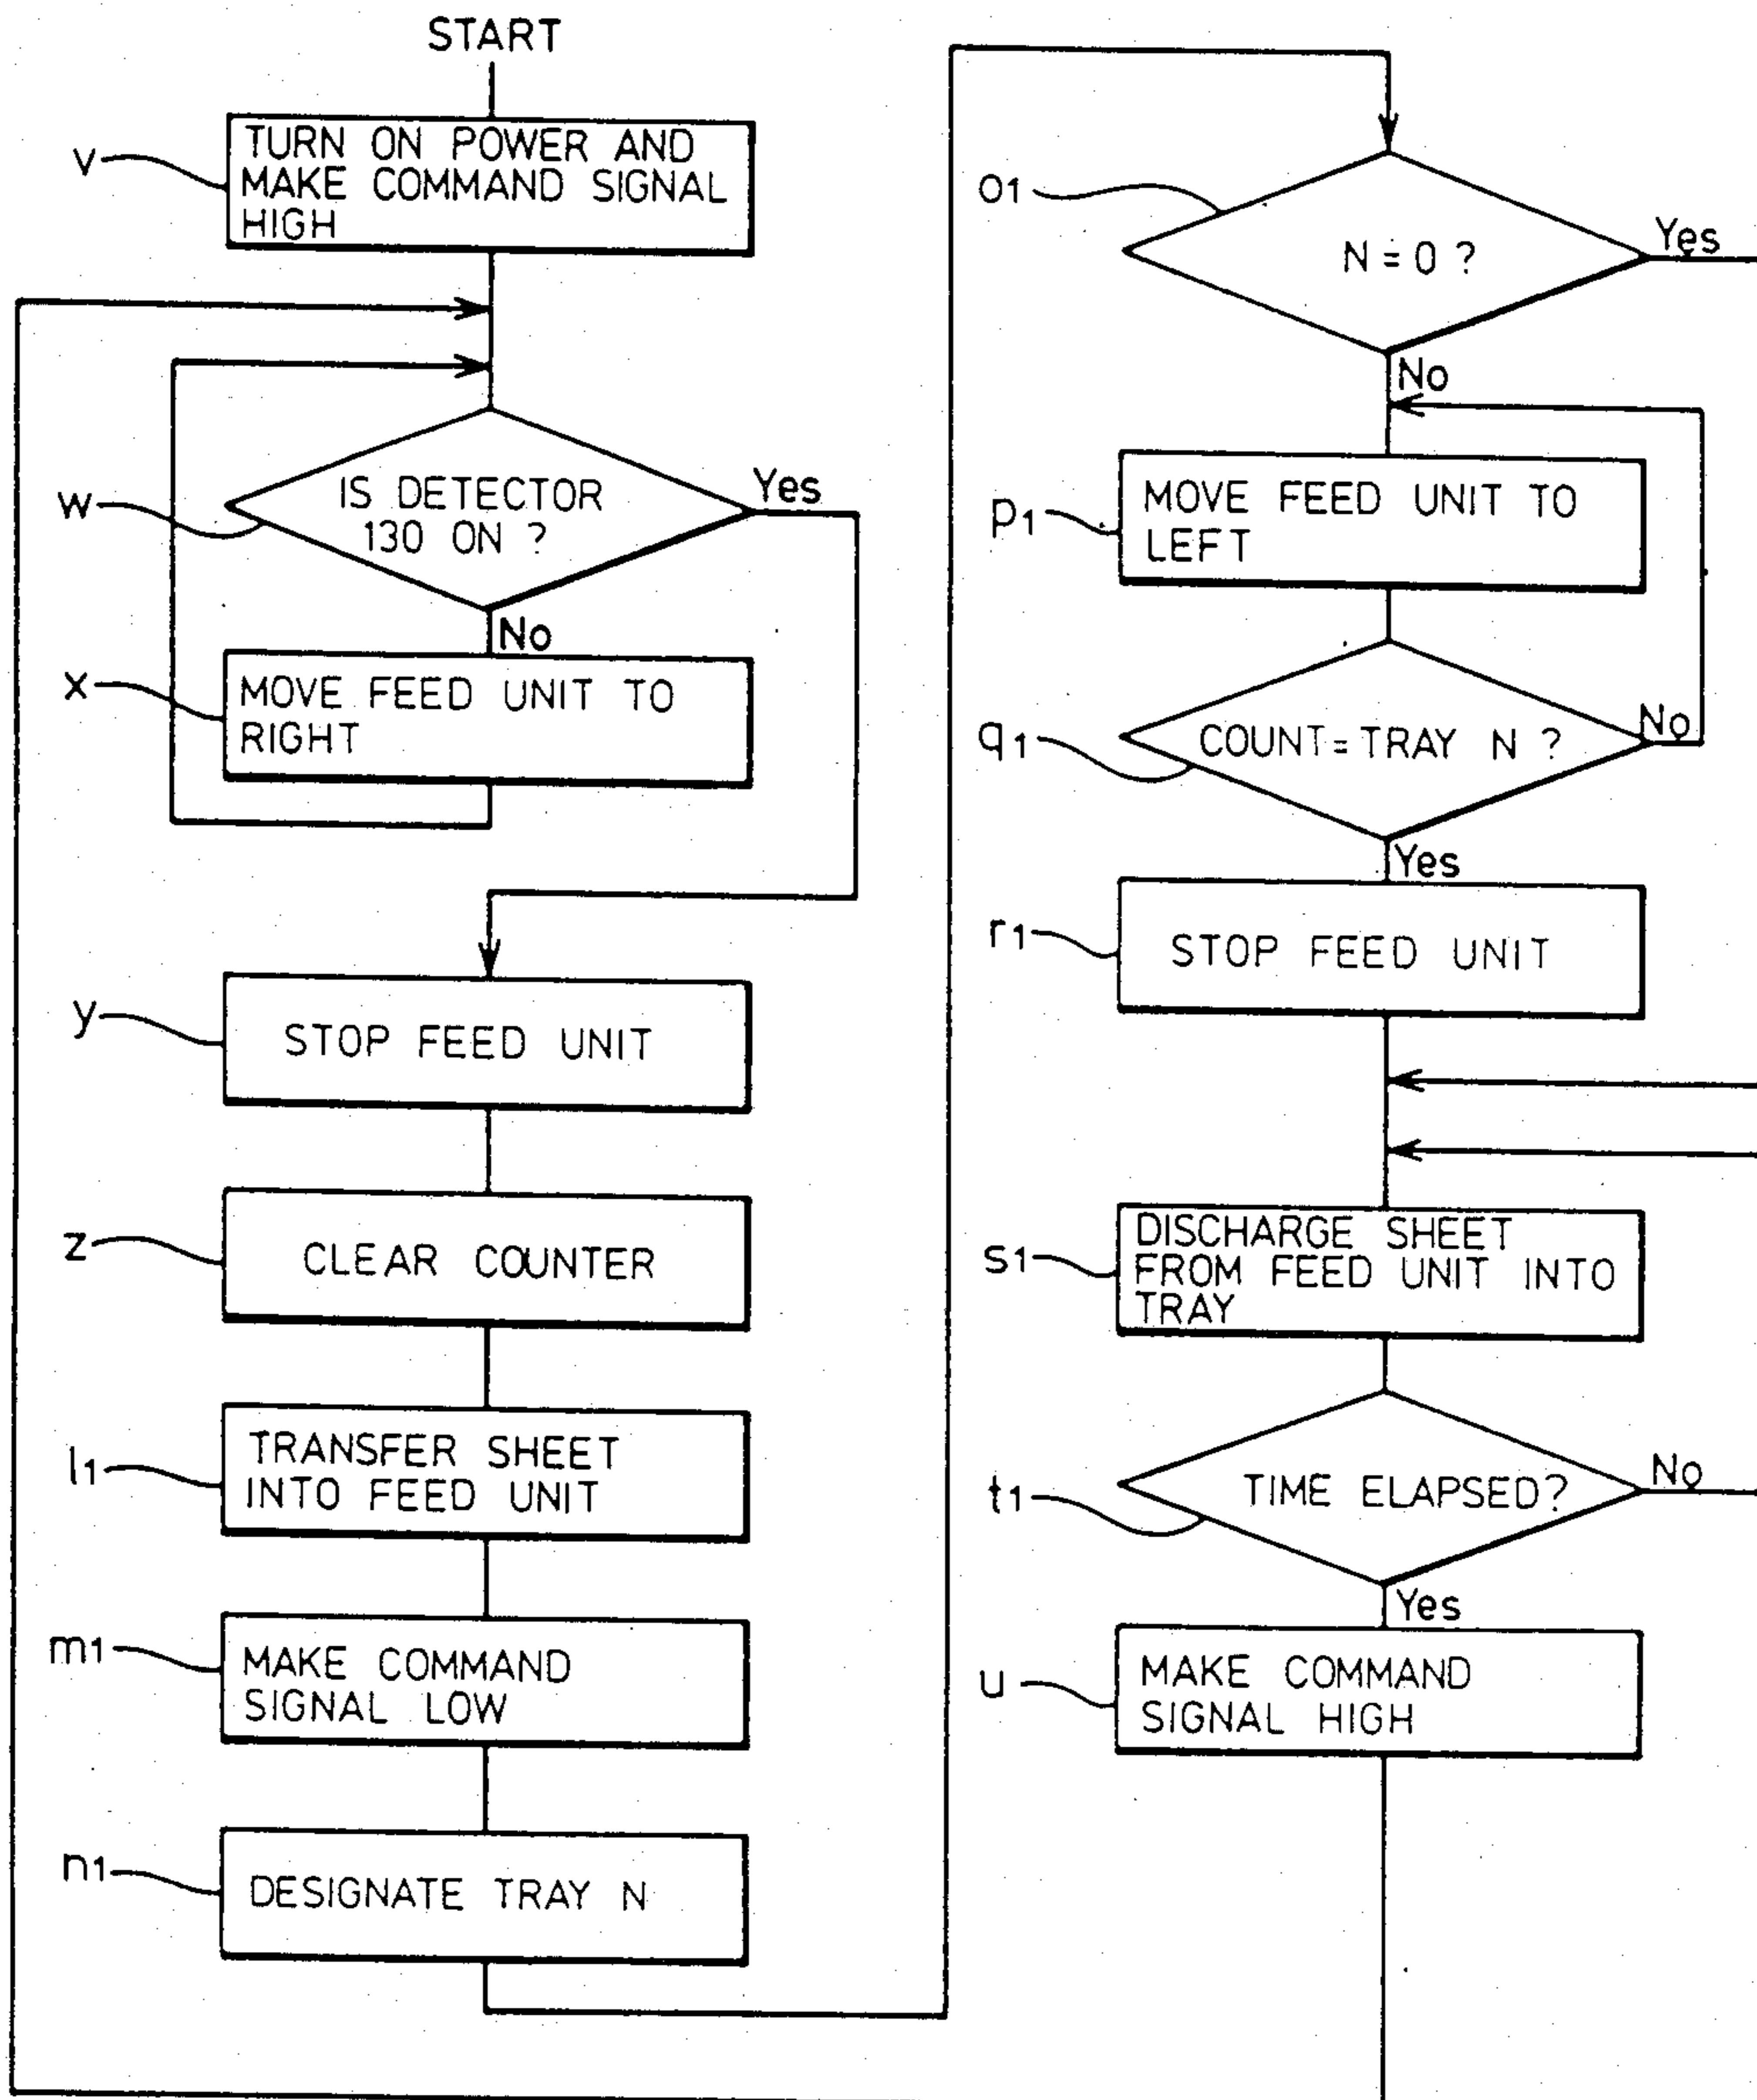 START
v
TURN ON POWER AND
MAKE COMMAND SIGNAL
HIGH
w
IS DETECTOR
130 ON ?
Yes
No
x
MOVE FEED UNIT TO
RIGHT
y
STOP FEED UNIT
z
CLEAR COUNTER
l1
TRANSFER SHEET
INTO FEED UNIT
m1
MAKE COMMAND
SIGNAL LOW
n1
DESIGNATE TRAY N
o1
N = 0 ?
Yes
No
p1
MOVE FEED UNIT TO
LEFT
q1
COUNT = TRAY N ?
No
Yes
r1
STOP FEED UNIT
s1
DISCHARGE SHEET
FROM FEED UNIT INTO
TRAY
t1
TIME ELAPSED?
No
Yes
u
MAKE COMMAND
SIGNAL HIGH